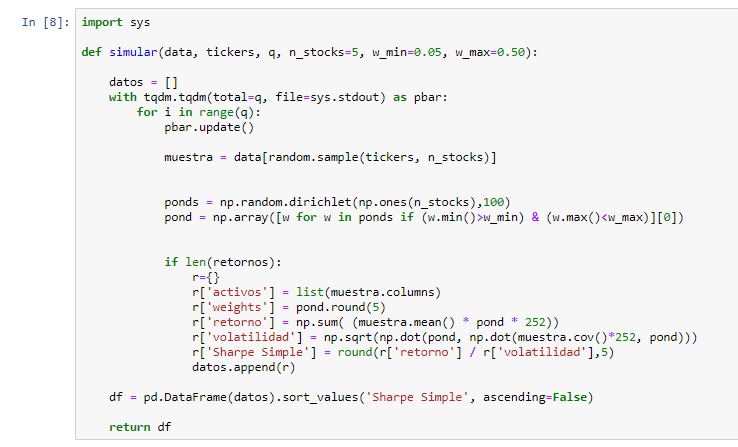 In [8]: import sys
def simular(data, tickers, q, n_stocks=5, w_min=0.05, w_max=0.50):
datos = []
with tqdm.tqdm(total=q, file=sys.stdout) as pbar:
for i in range(q):
pbar.update()
muestra = data[random.sample(tickers, n_stocks)]
ponds = np.random.dirichlet(np.ones(n_stocks),100)
pond = np.array([w for w in ponds if (w.min()>w_min) & (w.max()<w_max)][0])
if len(retornos):
r={}
r['activos'] = list(muestra.columns)
r['weights'] = pond.round(5)
r['retorno'] = np.sum( (muestra.mean() * pond * 252))
r['volatilidad'] = np.sqrt(np.dot(pond, np.dot(muestra.cov()*252, pond)))
r['Sharpe Simple'] = round(r['retorno'] / r['volatilidad'],5)
datos.append(r)
df = pd.DataFrame(datos).sort_values('Sharpe Simple', ascending=False)
return df